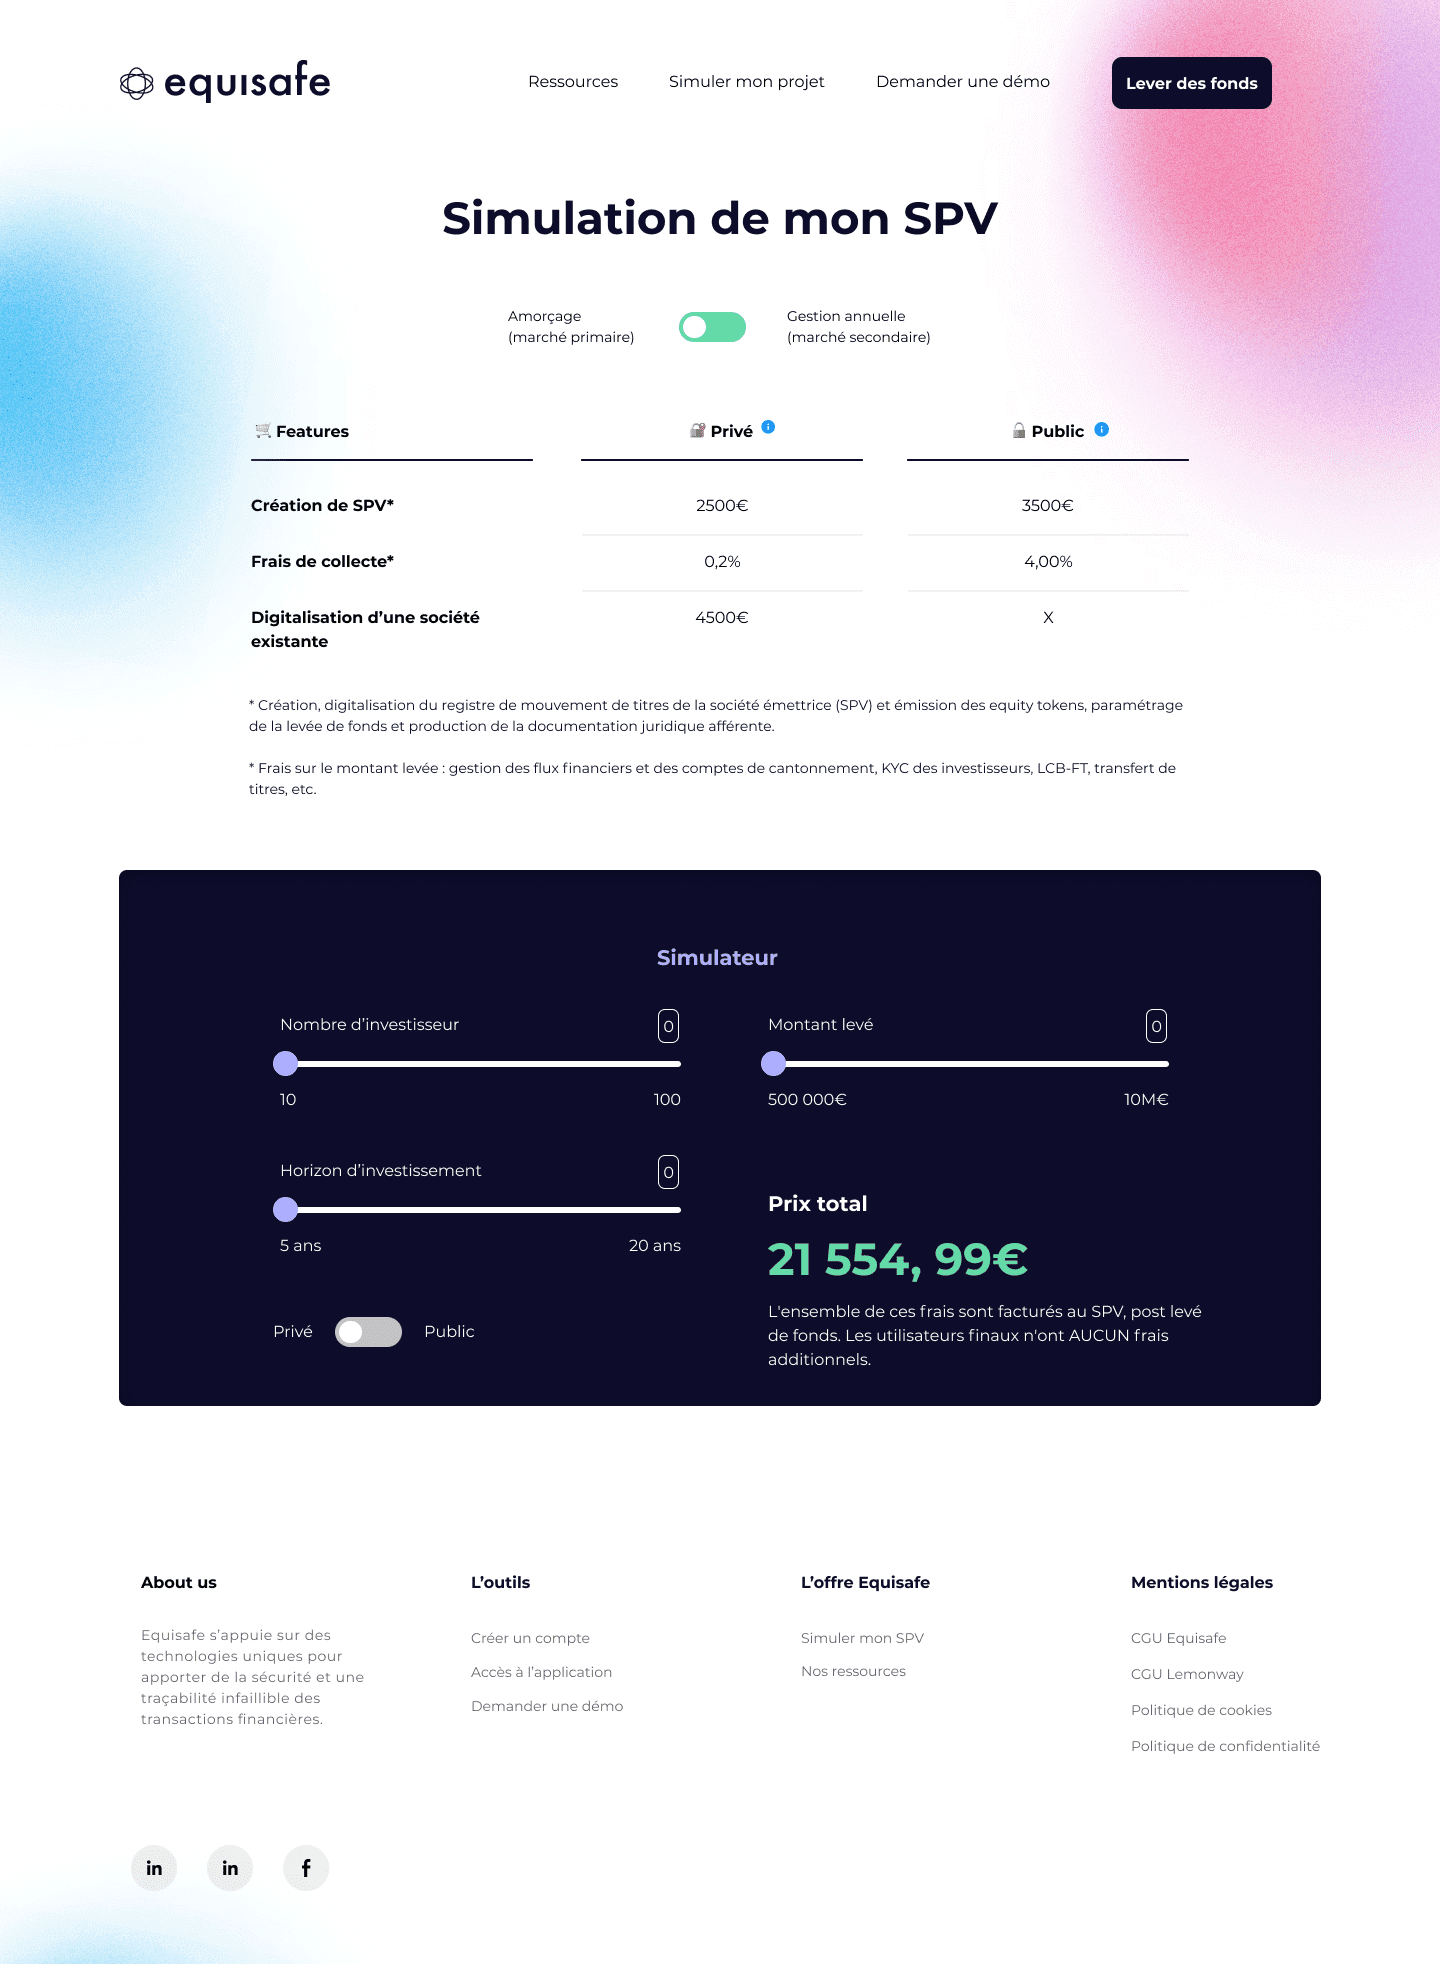 equisafe
Ressources
Simuler mon projet
Demander une démo
Lever des fonds
Simulation de mon SPV
Amorçage
(marché primaire)
Gestion annuelle
(marché secondaire)
Features
Privé
Public
Création de SPV*
2500€
3500€
Frais de collecte*
0,2%
4,00%
Digitalisation d’une société
existante
4500€
X
* Création, digitalisation du registre de mouvement de titres de la société émettrice (SPV) et émission des equity tokens, paramétrage
de la levée de fonds et production de la documentation juridique afférente.
* Frais sur le montant levée : gestion des flux financiers et des comptes de cantonnement, KYC des investisseurs, LCB-FT, transfert de
titres, etc.
Simulateur
Nombre d’investisseur
0
10
100
Montant levé
0
500 000€
10M€
Horizon d’investissement
0
5 ans
20 ans
Privé
Public
Prix total
21 554, 99€
L'ensemble de ces frais sont facturés au SPV, post levé
de fonds. Les utilisateurs finaux n'ont AUCUN frais
additionnels.
About us
Equisafe s’appuie sur des
technologies uniques pour
apporter de la sécurité et une
traçabilité infaillible des
transactions financières.
L’outils
Créer un compte
Accès à l’application
Demander une démo
L’offre Equisafe
Simuler mon SPV
Nos ressources
Mentions légales
CGU Equisafe
CGU Lemonway
Politique de cookies
Politique de confidentialité
in
in
f